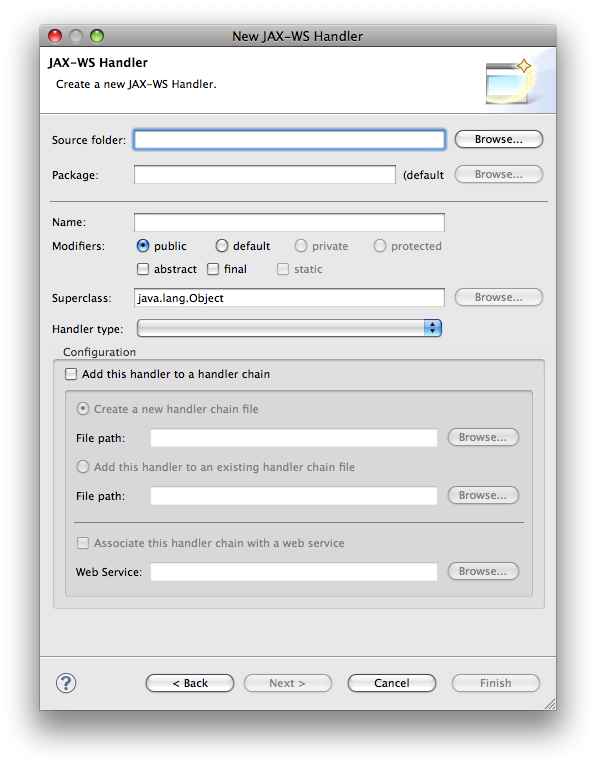 New JAX-WS Handler
JAX-WS Handler
Create a new JAX-WS Handler.
Source folder: Browse...
Package: (default Browse...
Name:
Modifiers: public default private protected
abstract final static
Superclass: java.lang.Object Browse...
Handler type:
Configuration
Add this handler to a handler chain
Create a new handler chain file
File path: Browse...
Add this handler to an existing handler chain file
File path: Browse...
Associate this handler chain with a web service
Web Service: Browse...
? < Back Next > Cancel Finish